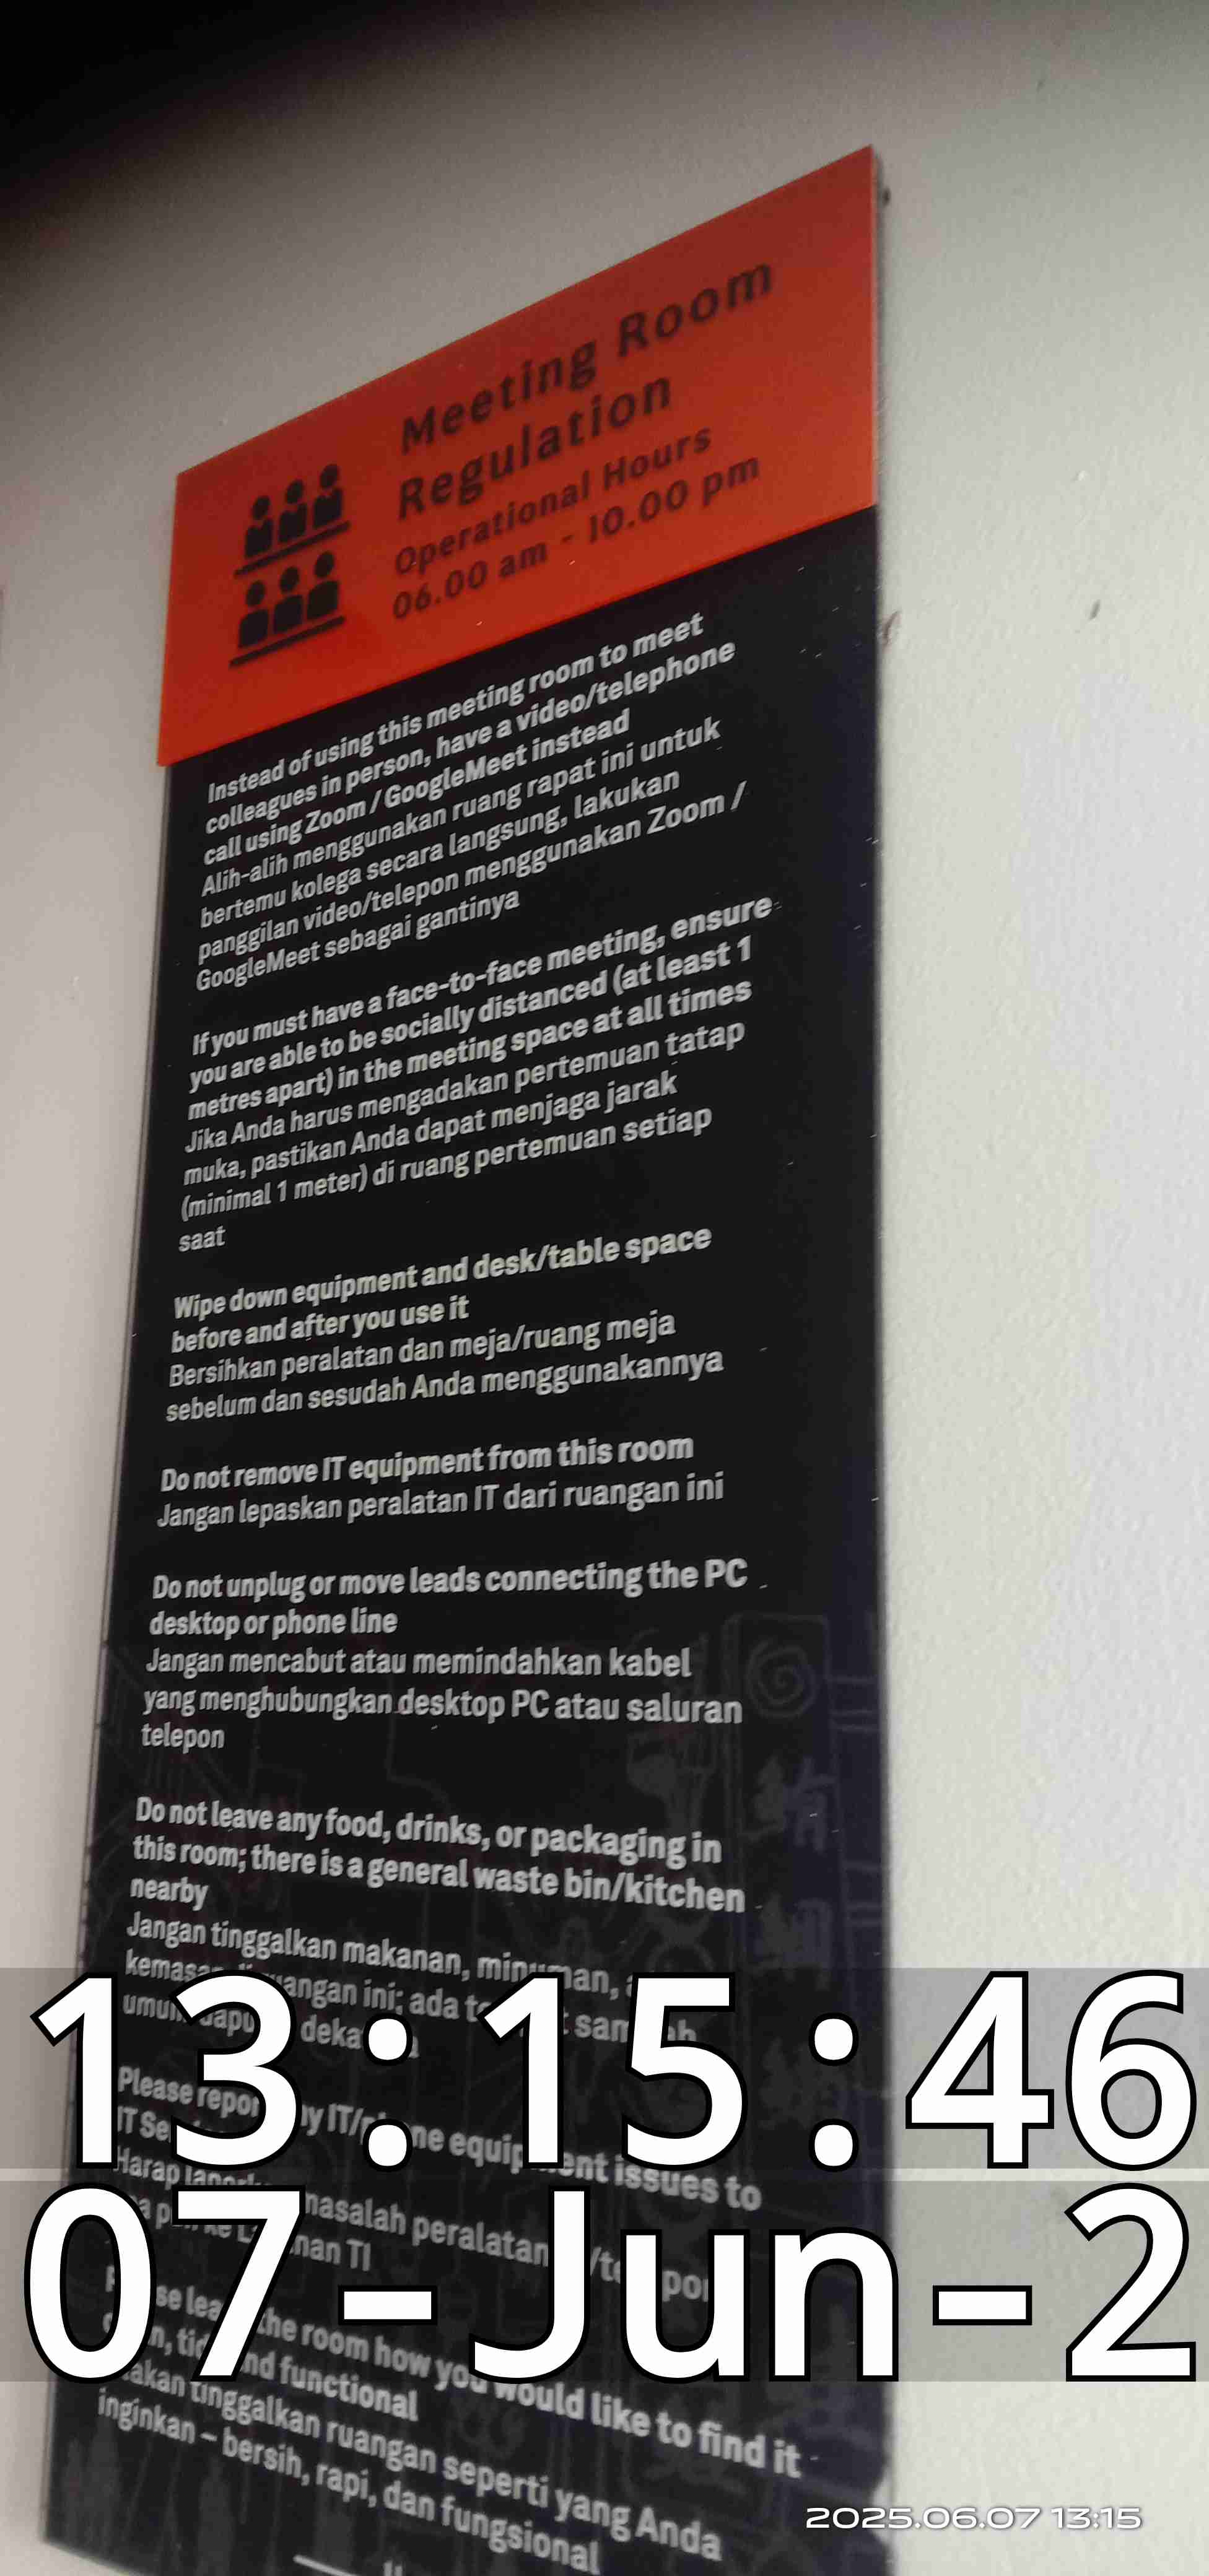 Meeting Room
Regulation
Operational Hours
06.00 am - 10.00 pm
Instead of using this meeting room to meet
colleagues in person, have a video/telephone
call using Zoom / GoogleMeet instead
Alih-alih menggunakan ruang rapat ini untuk
bertemu kolega secara langsung, lakukan
panggilan video/telepon menggunakan Zoom /
GoogleMeet sebagai gantinya
If you must have a face-to-face meeting, ensure
you are able to be socially distanced (at least 1
metres apart) in the meeting space at all times
Jika Anda harus mengadakan pertemuan tatap
muka, pastikan Anda dapat menjaga jarak
(minimal 1 meter) di ruang pertemuan setiap
saat
Wipe down equipment and desk/table space
before and after you use it
Bersihkan peralatan dan meja/ruang meja
sebelum dan sesudah Anda menggunakannya
Do not remove IT equipment from this room
Jangan lepaskan peralatan IT dari ruangan ini
Do not unplug or move leads connecting the PC
desktop or phone line
Jangan mencabut atau memindahkan kabel
yang menghubungkan desktop PC atau saluran
telepon
Do not leave any food, drinks, or packaging in
this room; there is a general waste bin/kitchen
nearby
Jangan tinggalkan makanan, minuman,
ini; ada
13:15:46
Please equipment issues to
IT
Harap masalah peralatan
07-Jun-2
the room how you would like to find it
and functional
tinggalkan ruangan seperti yang Anda
inginkan – bersih, rapi, dan fungsional
2025.06.07 13:15